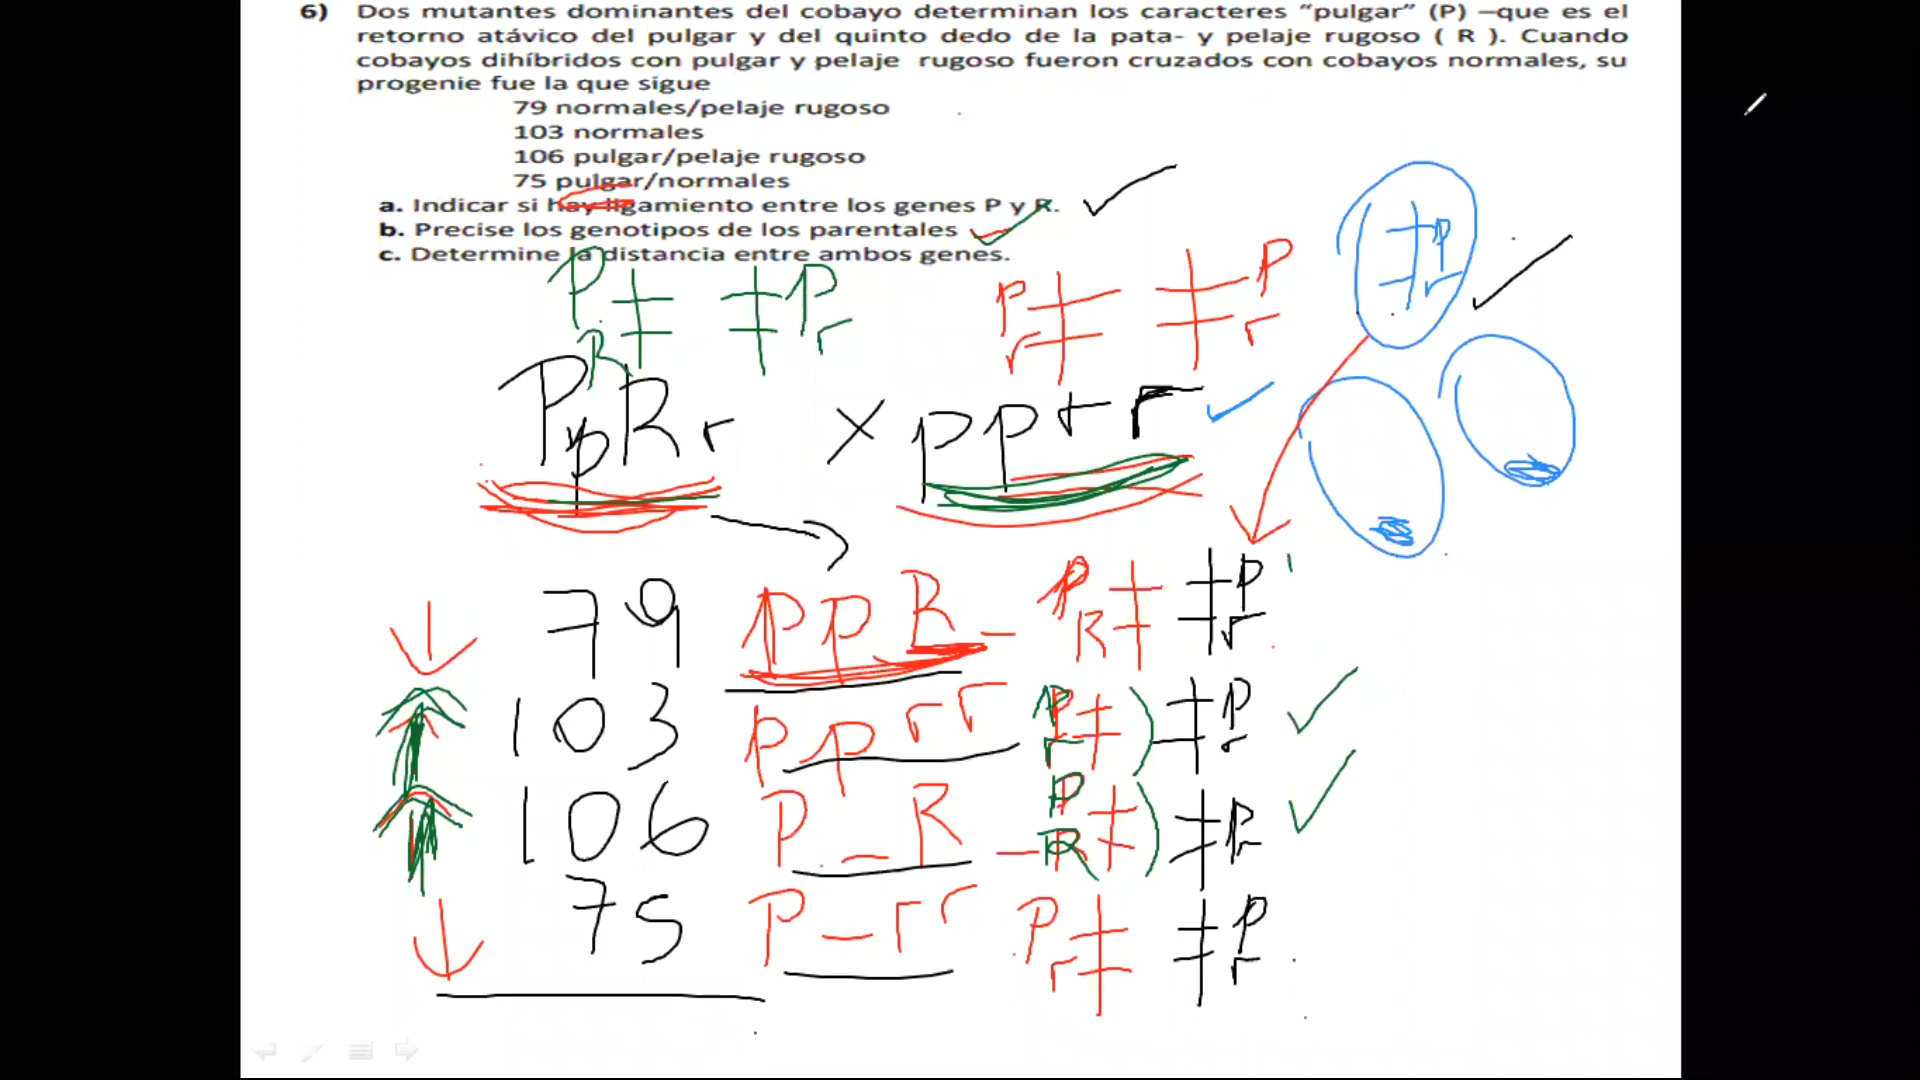 6) Dos mutantes dominantes del cobayo determinan los caracteres “pulgar” (P) –que es el
retorno atávico del pulgar y del quinto dedo de la pata- y pelaje rugoso ( R ). Cuando
cobayos dihíbridos con pulgar y pelaje rugoso fueron cruzados con cobayos normales, su
progenie fue la que sigue
79 normales/pelaje rugoso
103 normales
106 pulgar/pelaje rugoso
75 pulgar/normales
a. Indicar si hay ligamiento entre los genes P y R.
b. Precise los genotipos de los parentales
c. Determine la distancia entre ambos genes.
P p p p p
R r r r r
PpRr x pprr
79 ppR_ p p
R r
103 pprr p p
r r
106 P_R_ P p
R r
75 P_rr P p
r r